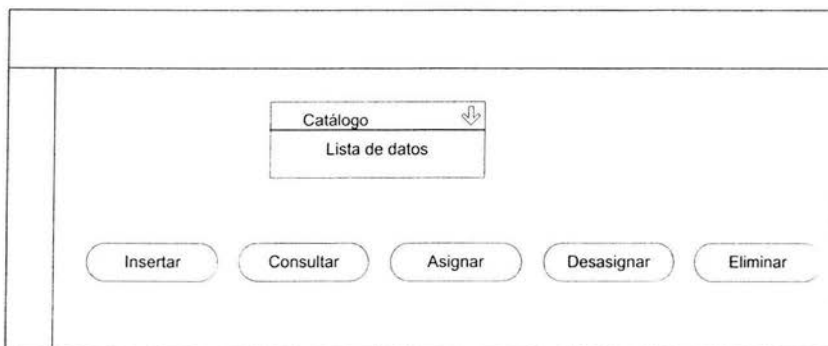 Catálogo
Lista de datos
Insertar Consultar Asignar Desasignar Eliminar